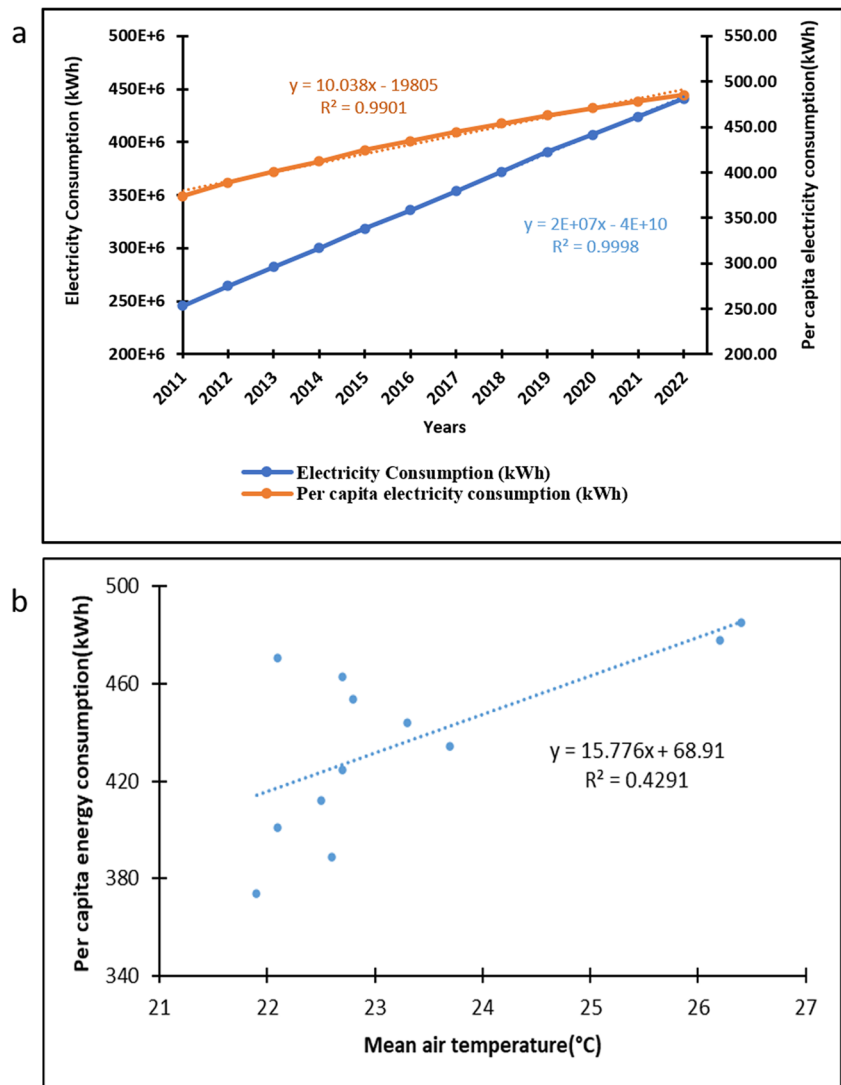 a
500E+6
450E+6
400E+6
350E+6
300E+6
250E+6
200E+6
Electricity Consumption (kWh)
y = 10.038x - 19805
R² = 0.9901
y = 2E+07x - 4E+10
R² = 0.9998
550.00
500.00
450.00
400.00
350.00
300.00
250.00
200.00
Per capita electricity consumption(kWh)
2011 2012 2013 2014 2015 2016 2017 2018 2019 2020 2021 2022
Years
Electricity Consumption (kWh)
Per capita electricity consumption (kWh)
b
500
460
420
380
340
Per capita energy consumption(kWh)
y = 15.776x + 68.91
R² = 0.4291
21 22 23 24 25 26 27
Mean air temperature(°C)